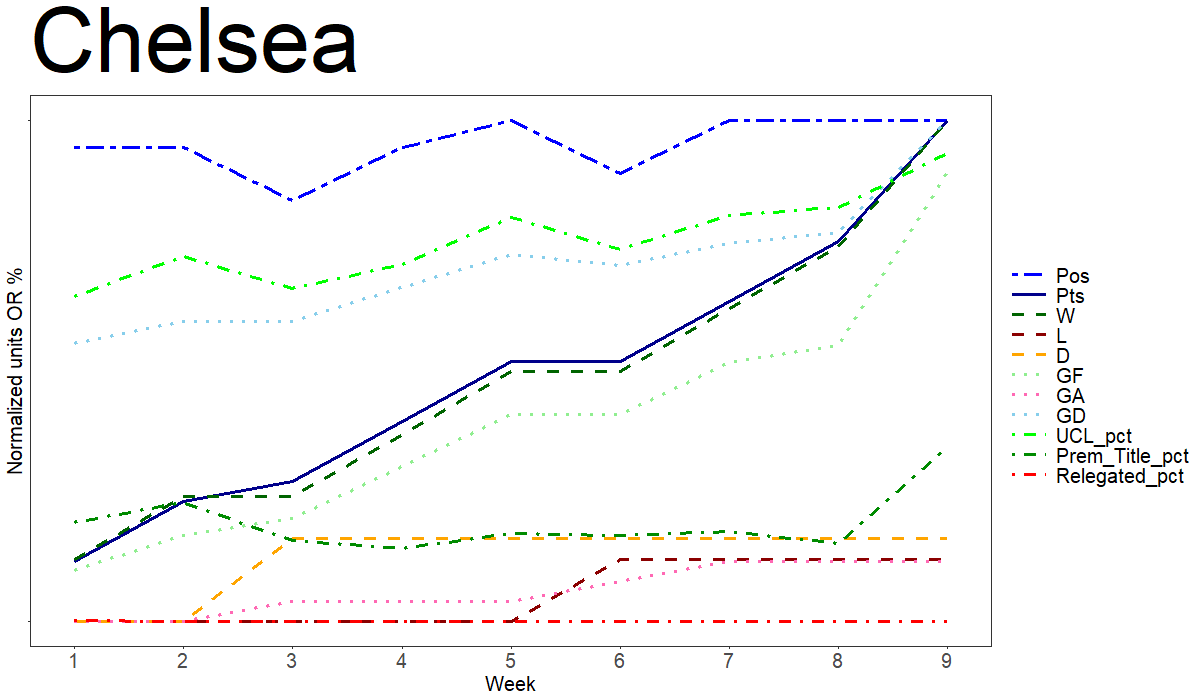 Chelsea
Normalized units OR %
1 2 3 4 5 6 7 8 9
Week
Pos
Pts
W
L
D
GF
GA
GD
UCL_pct
Prem_Title_pct
Relegated_pct